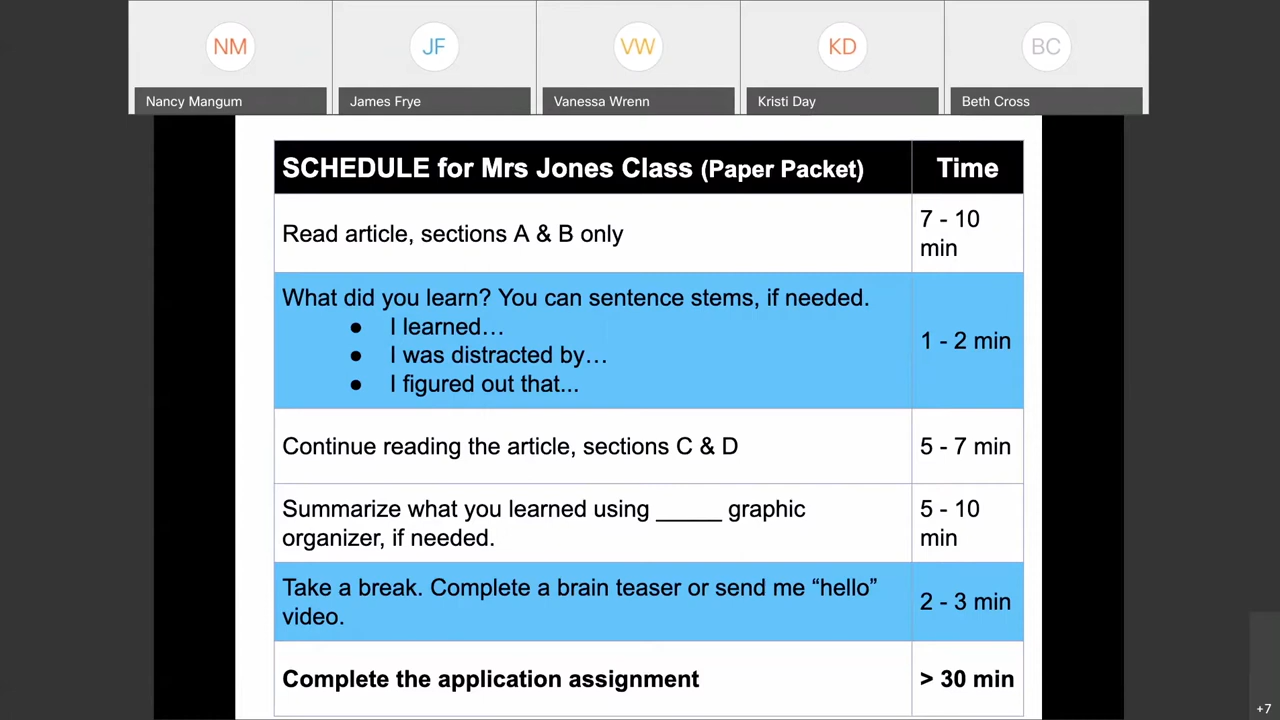 NM
JF
VW
KD
BC
Nancy Mangum
James Frye
Vanessa Wrenn
Kristi Day
Beth Cross
SCHEDULE for Mrs Jones Class (Paper Packet)
Time
Read article, sections A & B only
7 - 10
min
What did you learn? You can sentence stems, if needed.
● I learned…
● I was distracted by…
● I figured out that...
1 - 2 min
Continue reading the article, sections C & D
5 - 7 min
Summarize what you learned using _____ graphic
organizer, if needed.
5 - 10
min
Take a break. Complete a brain teaser or send me “hello”
video.
2 - 3 min
Complete the application assignment
> 30 min
+7